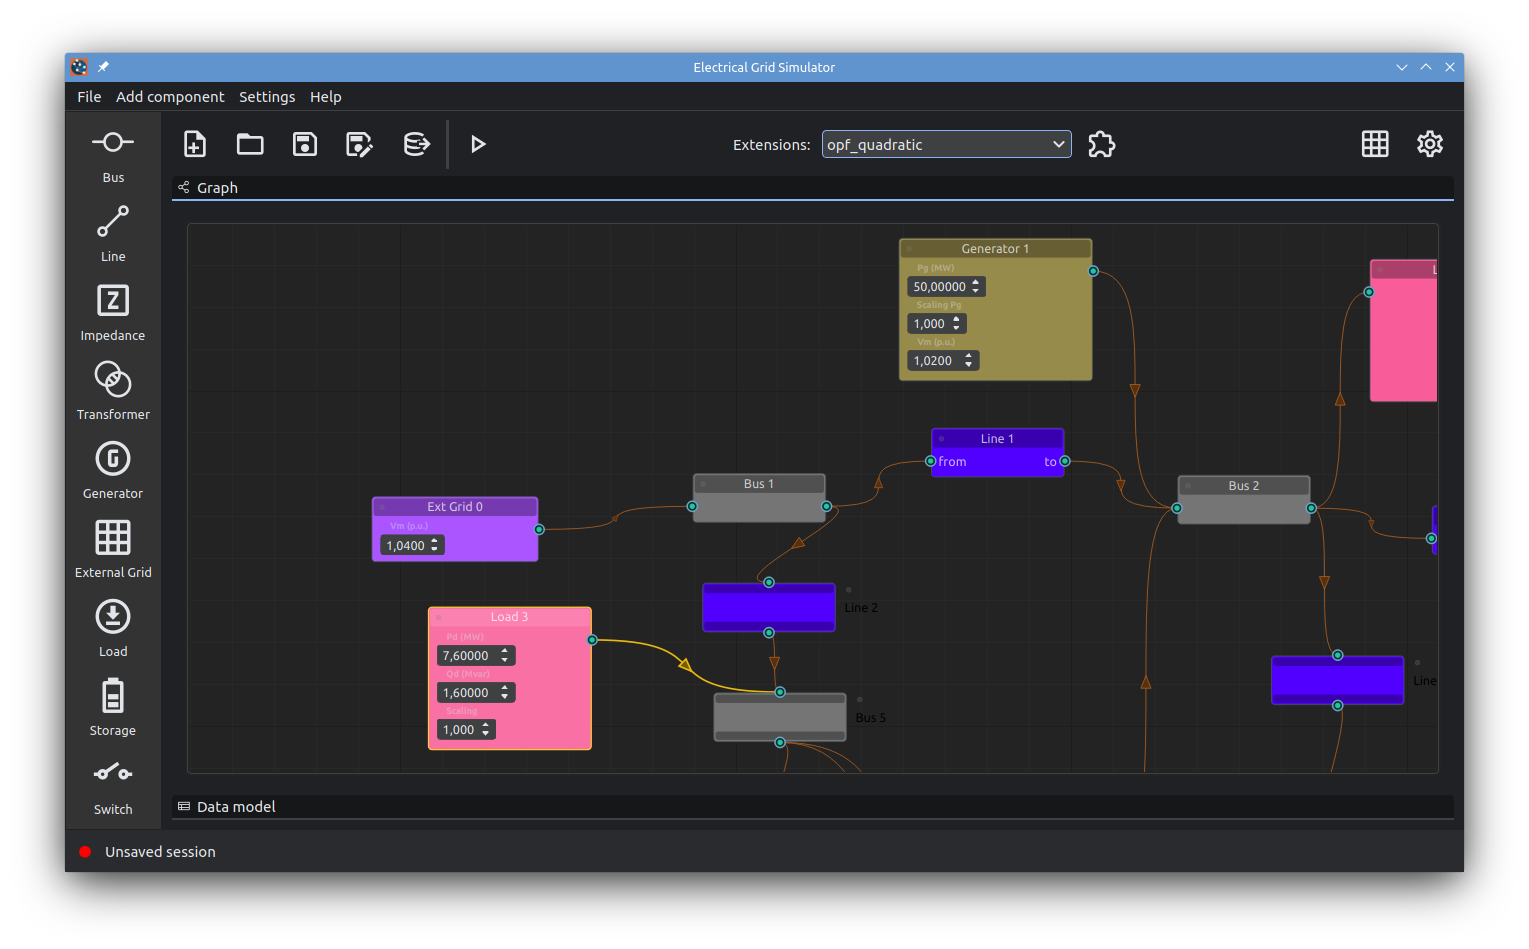 Electrical Grid Simulator
File Add component Settings Help
Extensions: opf_quadratic
Bus
Line
Impedance
Transformer
Generator
External Grid
Load
Storage
Switch
Graph
Generator 1
Pg (MW)
50,00000
Scaling Pg
1,000
Vm (p.u.)
1,0200
L
Line 1
from to
Bus 1
Bus 2
Ext Grid 0
Vm (p.u.)
1,0400
Line 2
Load 3
Pd (MW)
7,60000
Qd (Mvar)
1,60000
Scaling
1,000
Bus 5
Line
Data model
Unsaved session